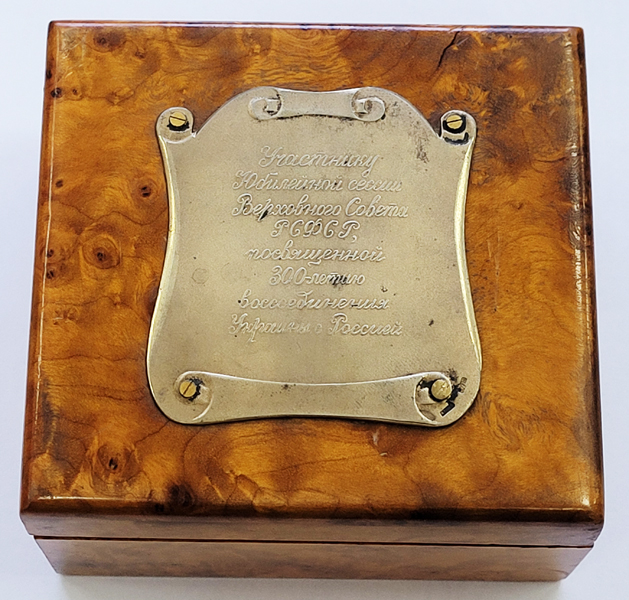 Участнику
Юбилейной сессии
Верховного Совета
РСФСР,
посвященной
300-летию
воссоединения
Украины с Россией